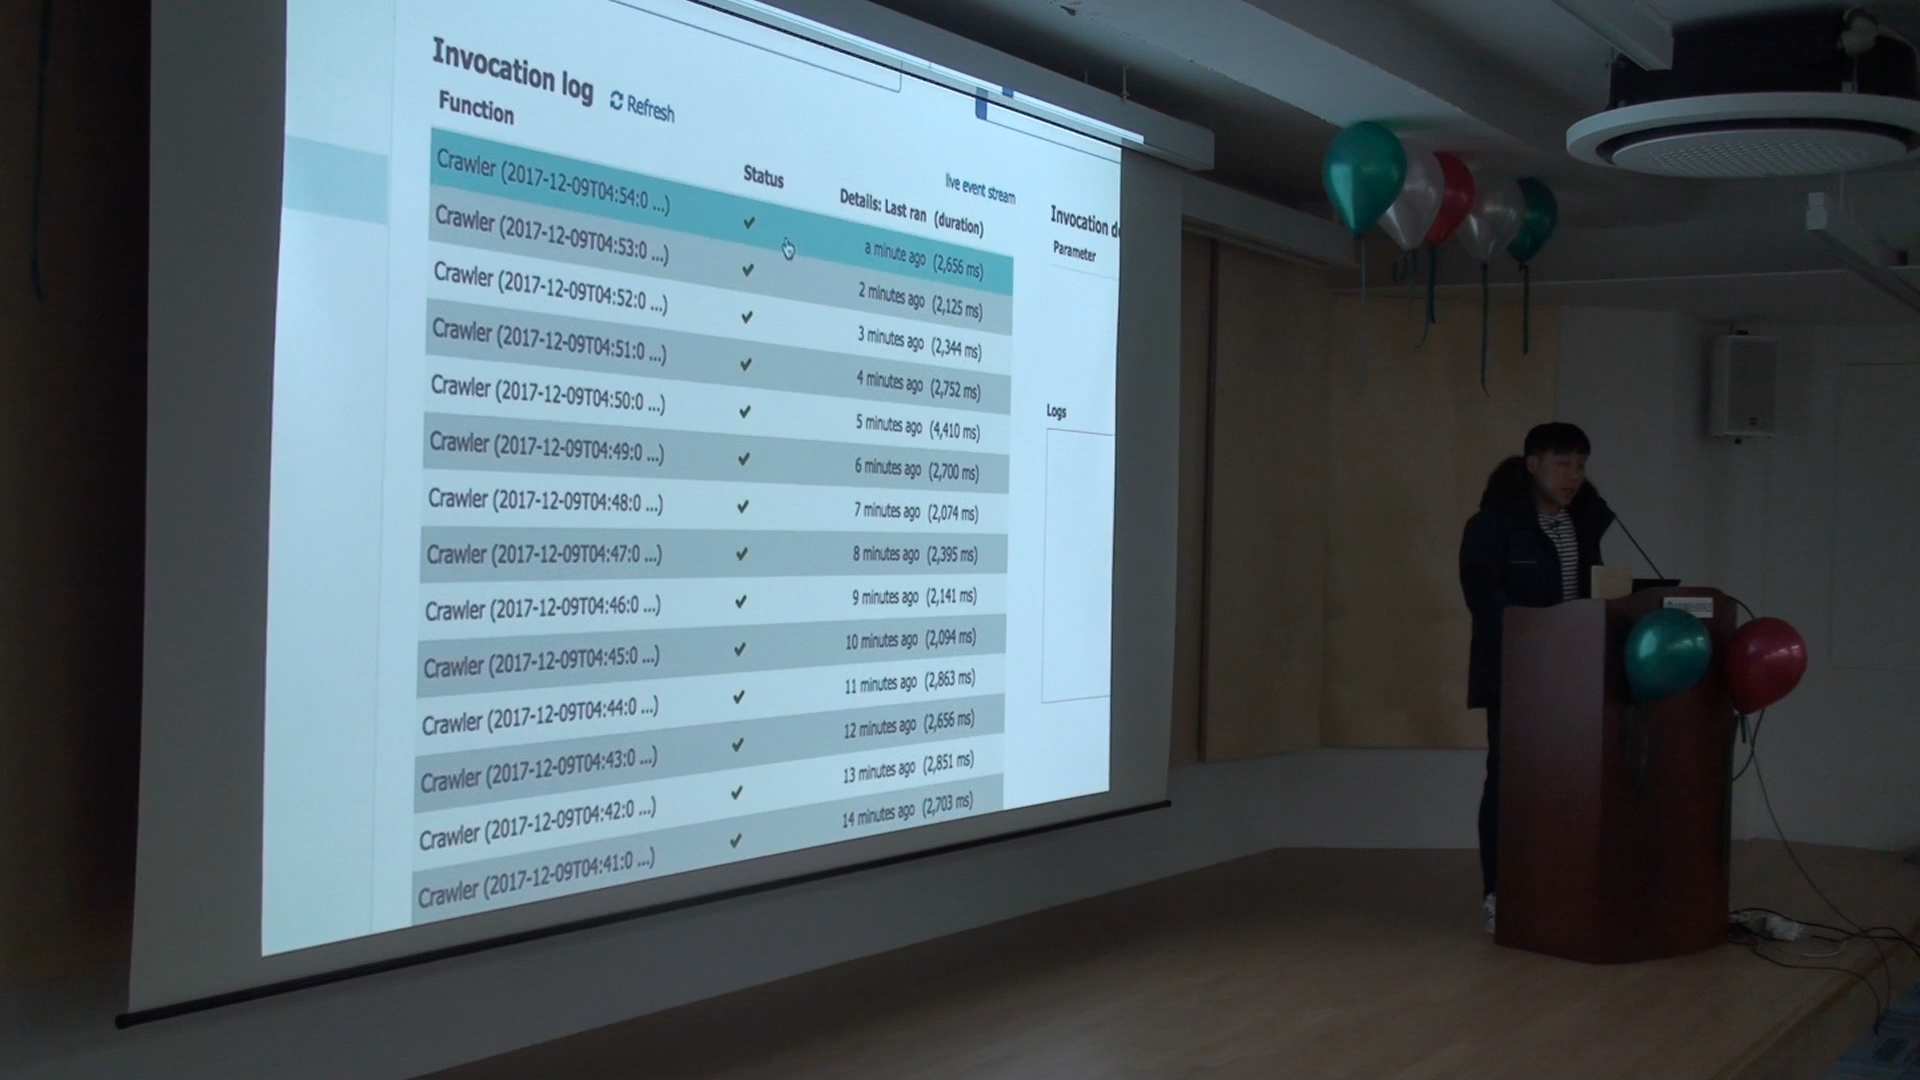 Invocation log Refresh
Function Status Details: Last ran (duration)
live event stream
Crawler (2017-12-09T04:54:0 ...) a minute ago (2,656 ms)
Crawler (2017-12-09T04:53:0 ...) 2 minutes ago (2,125 ms)
Crawler (2017-12-09T04:52:0 ...) 3 minutes ago (2,344 ms)
Crawler (2017-12-09T04:51:0 ...) 4 minutes ago (2,752 ms)
Crawler (2017-12-09T04:50:0 ...) 5 minutes ago (4,410 ms)
Crawler (2017-12-09T04:49:0 ...) 6 minutes ago (2,700 ms)
Crawler (2017-12-09T04:48:0 ...) 7 minutes ago (2,074 ms)
Crawler (2017-12-09T04:47:0 ...) 8 minutes ago (2,395 ms)
Crawler (2017-12-09T04:46:0 ...) 9 minutes ago (2,141 ms)
Crawler (2017-12-09T04:45:0 ...) 10 minutes ago (2,094 ms)
Crawler (2017-12-09T04:44:0 ...) 11 minutes ago (2,863 ms)
Crawler (2017-12-09T04:43:0 ...) 12 minutes ago (2,656 ms)
Crawler (2017-12-09T04:42:0 ...) 13 minutes ago (2,851 ms)
Crawler (2017-12-09T04:41:0 ...) 14 minutes ago (2,703 ms)
Invocation
Parameter
Logs